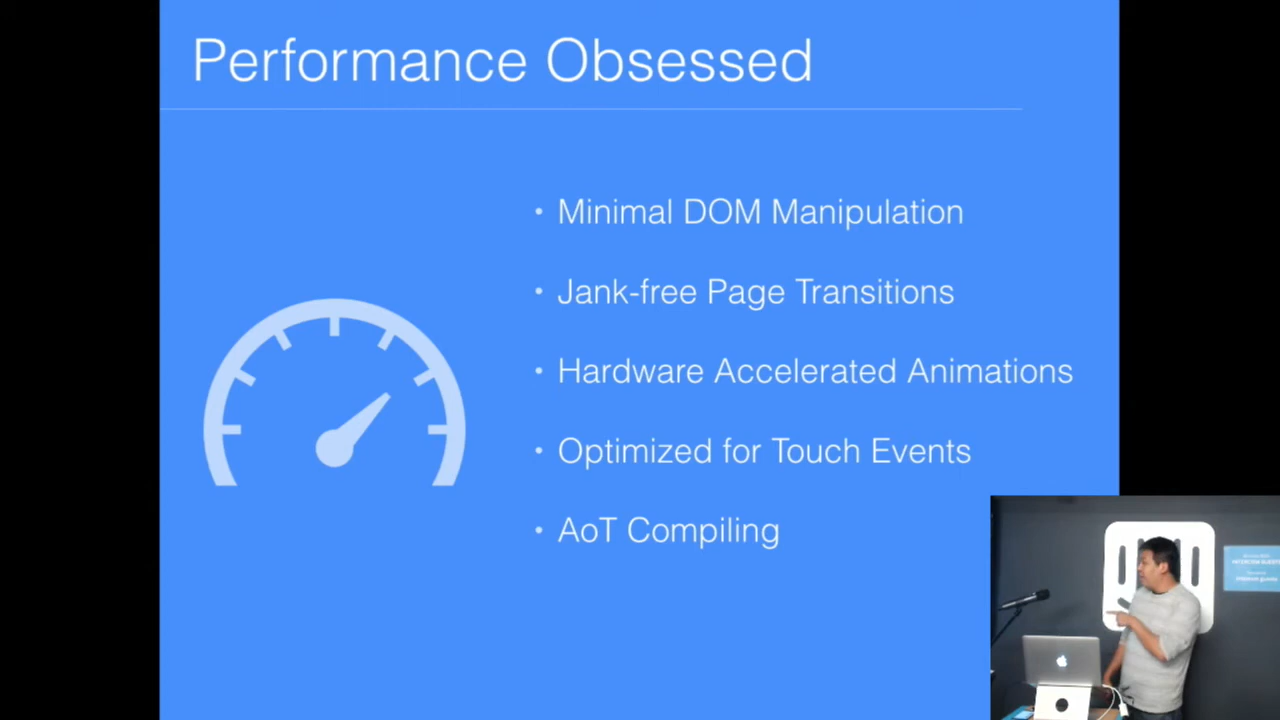 Performance Obsessed
• Minimal DOM Manipulation
• Jank-free Page Transitions
• Hardware Accelerated Animations
• Optimized for Touch Events
• AoT Compiling